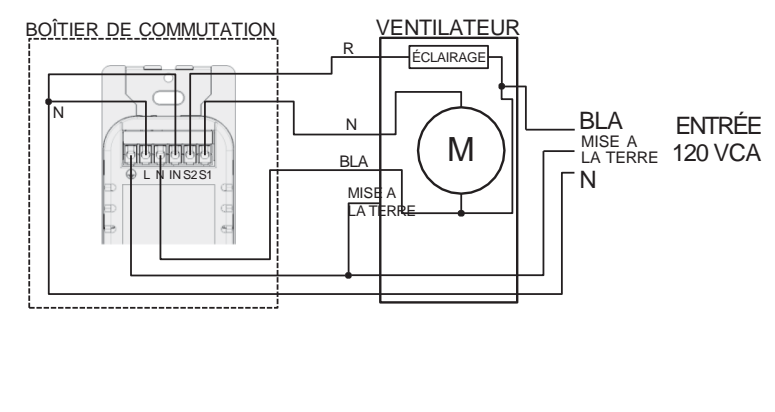 BOÎTIER DE COMMUTATION
VENTILATEUR
R
ÉCLAIRAGE
N
N
BLA
MISE A
LA TERRE
M
L N IN S2 S1
BLA
MISE A
LA TERRE
N
ENTRÉE
120 VCA